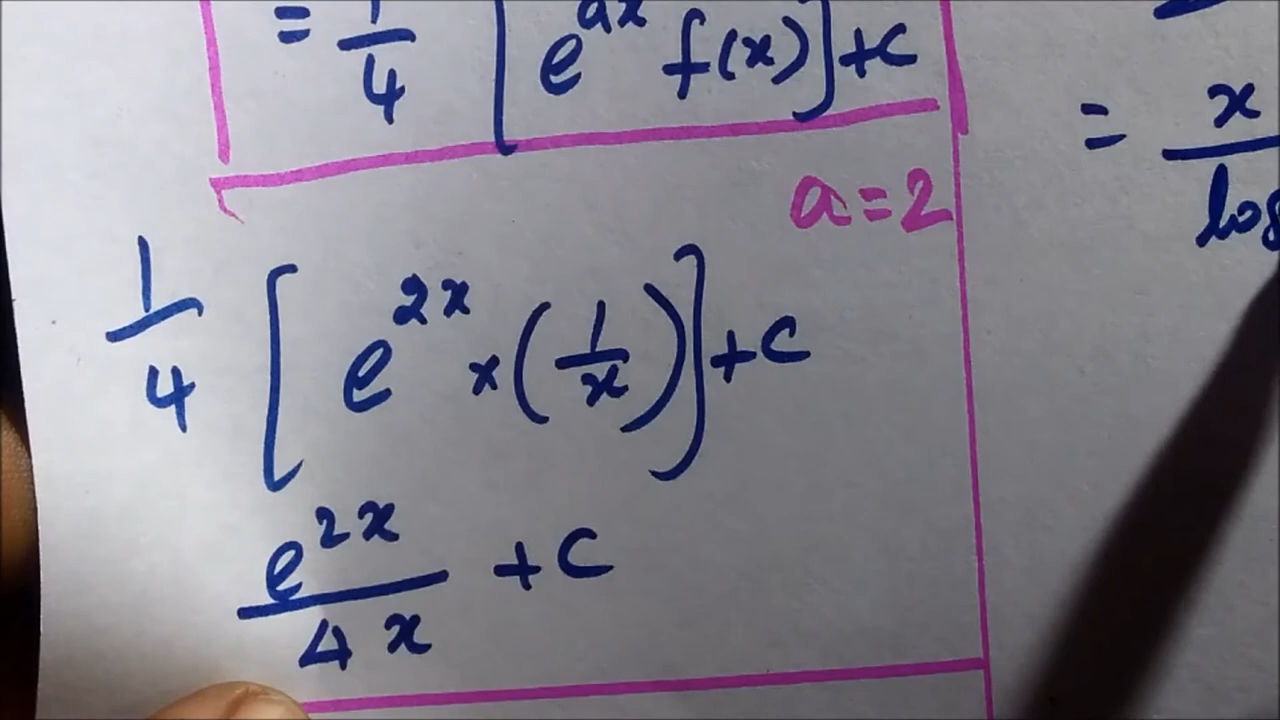 = 1/4 [e^{ax} f(x)] + c
a = 2
1/4 [e^{2x} × (1/x)] + c
e^{2x}/4x + c
= x/